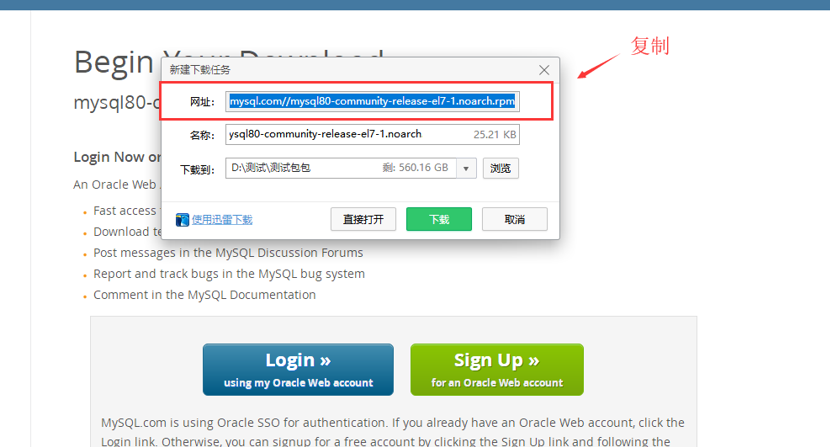 复制
Begin Your Download
新建下载任务
mysql80-c
网址： mysql.com//mysql80-community-release-el7-1.noarch.rpm
名称： ysql80-community-release-el7-1.noarch 25.21 KB
Login Now or
下载到： D:\测试\测试包包 剩: 560.16 GB 浏览
An Oracle Web
Fast access
使用迅雷下载 直接打开 下载 取消
Download
Post messages in the MySQL Discussion Forums
Report and track bugs in the MySQL bug system
Comment in the MySQL Documentation
Login » Sign Up »
using my Oracle Web account for an Oracle Web account
MySQL.com is using Oracle SSO for authentication. If you already have an Oracle Web account, click the
Login link. Otherwise, you can signup for a free account by clicking the Sign Up link and following the